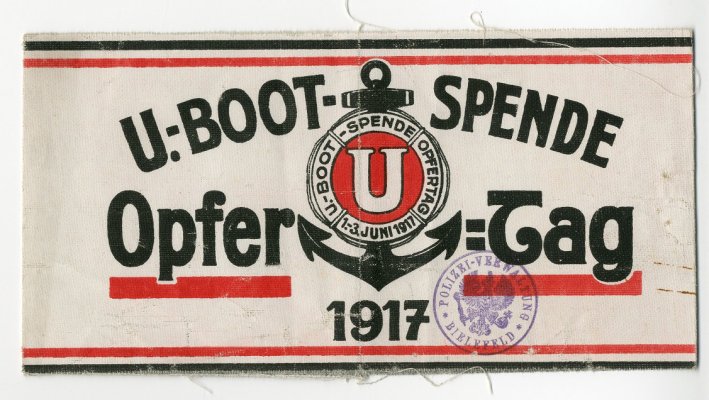 U:BOOT-SPENDE
U-BOOT-SPENDE OPFERTAG
U
1.-3. JUNI 1917
Opfer=Tag
1917
POLIZEI-VERWALTUNG
* BIELEFELD *